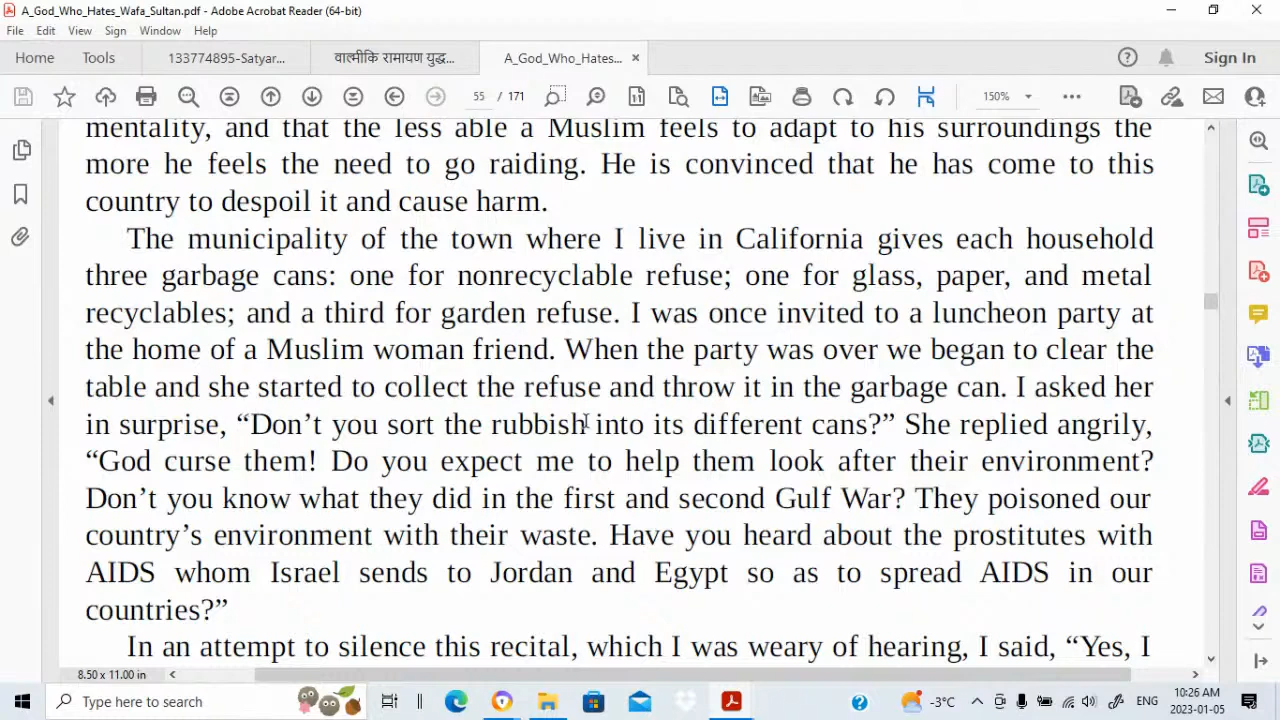 A_God_Who_Hates_Wafa_Sultan.pdf - Adobe Acrobat Reader (64-bit)
File Edit View Sign Window Help
Home Tools 133774895-Satyar... वाल्मीकि रामायण युद्ध... A_God_Who_Hates... × Sign In
55 / 171 150%
mentality, and that the less able a Muslim feels to adapt to his surroundings the
more he feels the need to go raiding. He is convinced that he has come to this
country to despoil it and cause harm.
The municipality of the town where I live in California gives each household
three garbage cans: one for nonrecyclable refuse; one for glass, paper, and metal
recyclables; and a third for garden refuse. I was once invited to a luncheon party at
the home of a Muslim woman friend. When the party was over we began to clear the
table and she started to collect the refuse and throw it in the garbage can. I asked her
in surprise, “Don’t you sort the rubbish into its different cans?” She replied angrily,
“God curse them! Do you expect me to help them look after their environment?
Don’t you know what they did in the first and second Gulf War? They poisoned our
country’s environment with their waste. Have you heard about the prostitutes with
AIDS whom Israel sends to Jordan and Egypt so as to spread AIDS in our
countries?”
In an attempt to silence this recital, which I was weary of hearing, I said, “Yes, I
8.50 x 11.00 in
Type here to search -3°C ENG 10:26 AM
2023-01-05